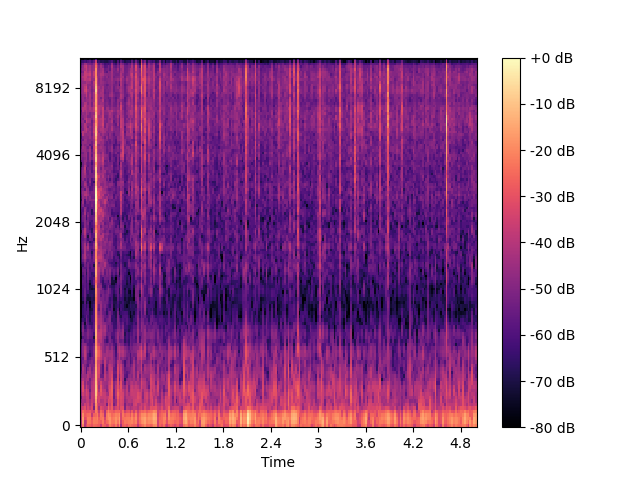 8192
4096
2048
1024
512
0
Hz
0 0.6 1.2 1.8 2.4 3 3.6 4.2 4.8
Time
+0 dB
-10 dB
-20 dB
-30 dB
-40 dB
-50 dB
-60 dB
-70 dB
-80 dB